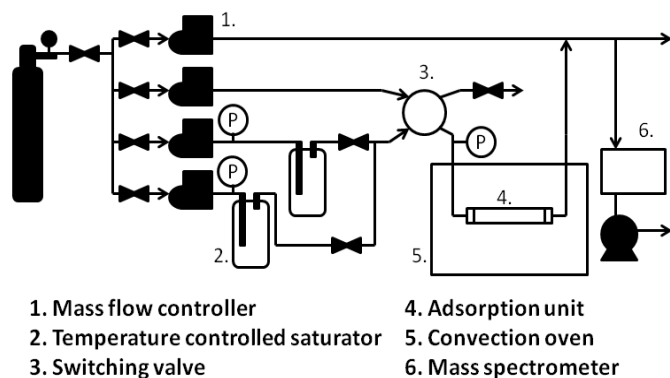 1.
P
3.
P
P
6.
P
4.
2.
5.
1. Mass flow controller
2. Temperature controlled saturator
3. Switching valve
4. Adsorption unit
5. Convection oven
6. Mass spectrometer